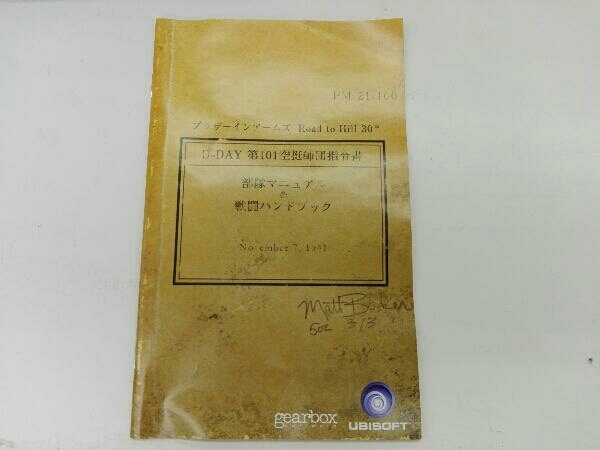 FM 21-100
ブラザーインアームズ Road to Hill 30™
D-DAY 第101空挺師団指令書
部隊マニュアル
&
戦闘ハンドブック
November 7, 1941
Matt Baker
502 3/3
gearbox
software
UBISOFT